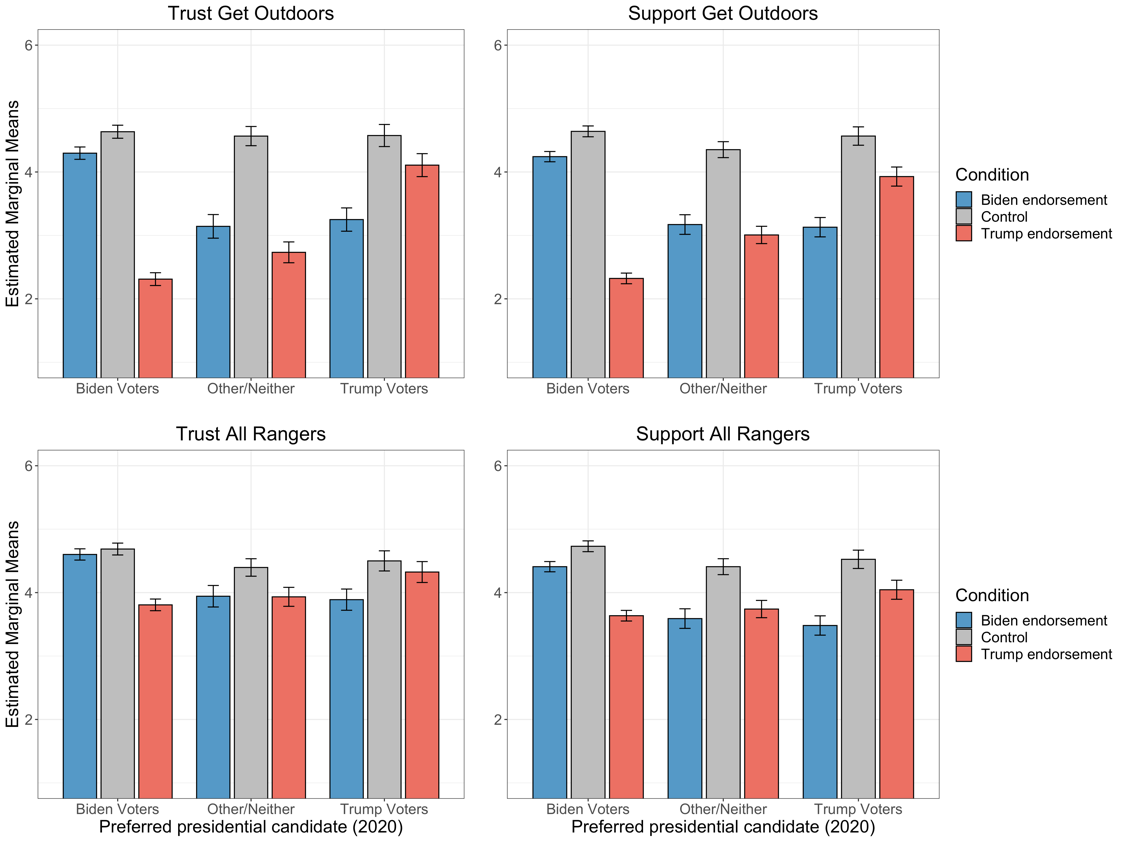 Trust Get Outdoors
Support Get Outdoors
Estimated Marginal Means
6
4
2
6
4
2
Biden Voters
Other/Neither
Trump Voters
Biden Voters
Other/Neither
Trump Voters
Condition
Biden endorsement
Control
Trump endorsement
Trust All Rangers
Support All Rangers
Estimated Marginal Means
6
4
2
6
4
2
Biden Voters
Other/Neither
Trump Voters
Biden Voters
Other/Neither
Trump Voters
Preferred presidential candidate (2020)
Preferred presidential candidate (2020)
Condition
Biden endorsement
Control
Trump endorsement